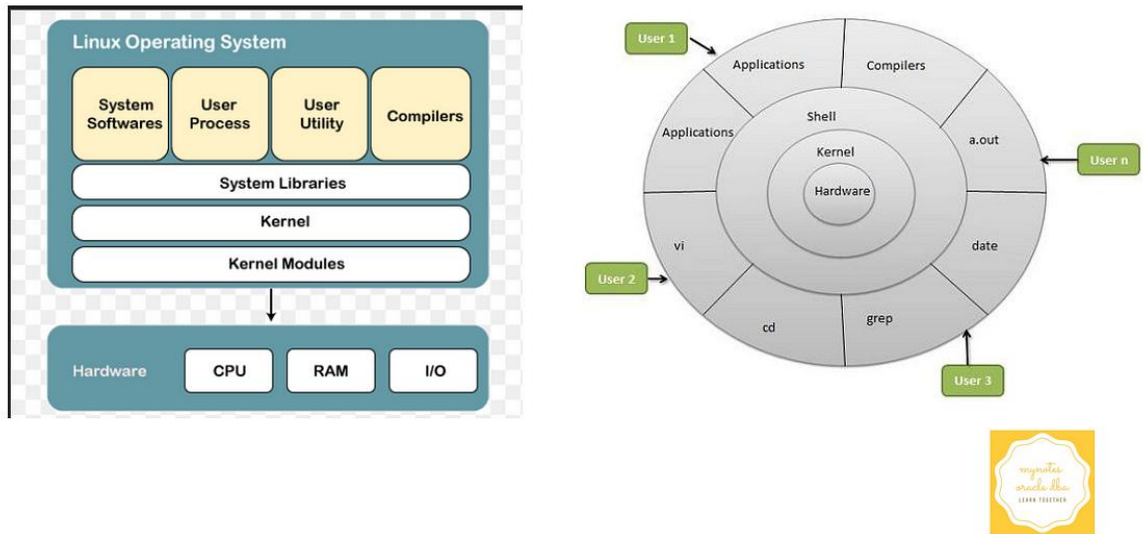 Linux Operating System
System
Softwares
User
Process
User
Utility
Compilers
System Libraries
Kernel
Kernel Modules
Hardware
CPU
RAM
I/O
User 1
Applications
Compilers
Shell
Applications
a.out
Kernel
User n
Hardware
vi
date
User 2
cd
grep
User 3
mynotes
oracle dba
LEARN TOGETHER